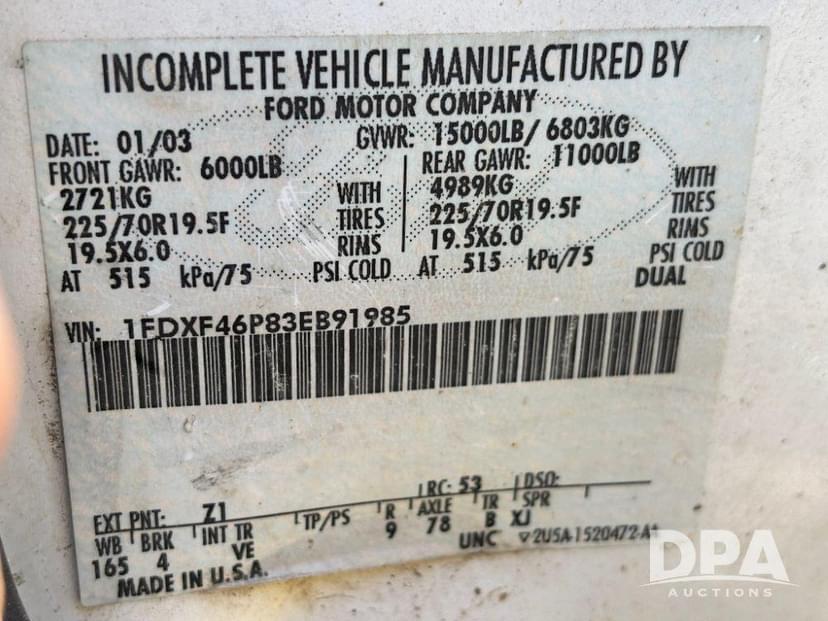 INCOMPLETE VEHICLE MANUFACTURED BY
FORD MOTOR COMPANY
DATE: 01/03 GVWR: 15000LB/ 6803KG
FRONT GAWR: 6000LB REAR GAWR: 11000LB
2721KG WITH 4989KG WITH
225/70R19.5F TIRES 225/70R19.5F TIRES
19.5X6.0 RIMS 19.5X6.0 RIMS
AT 515 kPa/75 PSI COLD AT 515 kPa/75 PSI COLD
DUAL
VIN: 1FDXF46P83EB91985
EXT PNT: Z1 RC: 53 DSO:
WB BRK INT TR TP/PS R AXLE TR SPR
165 4 VE 9 78 B XJ
MADE IN U.S.A. UNC
DPA
AUCTIONS